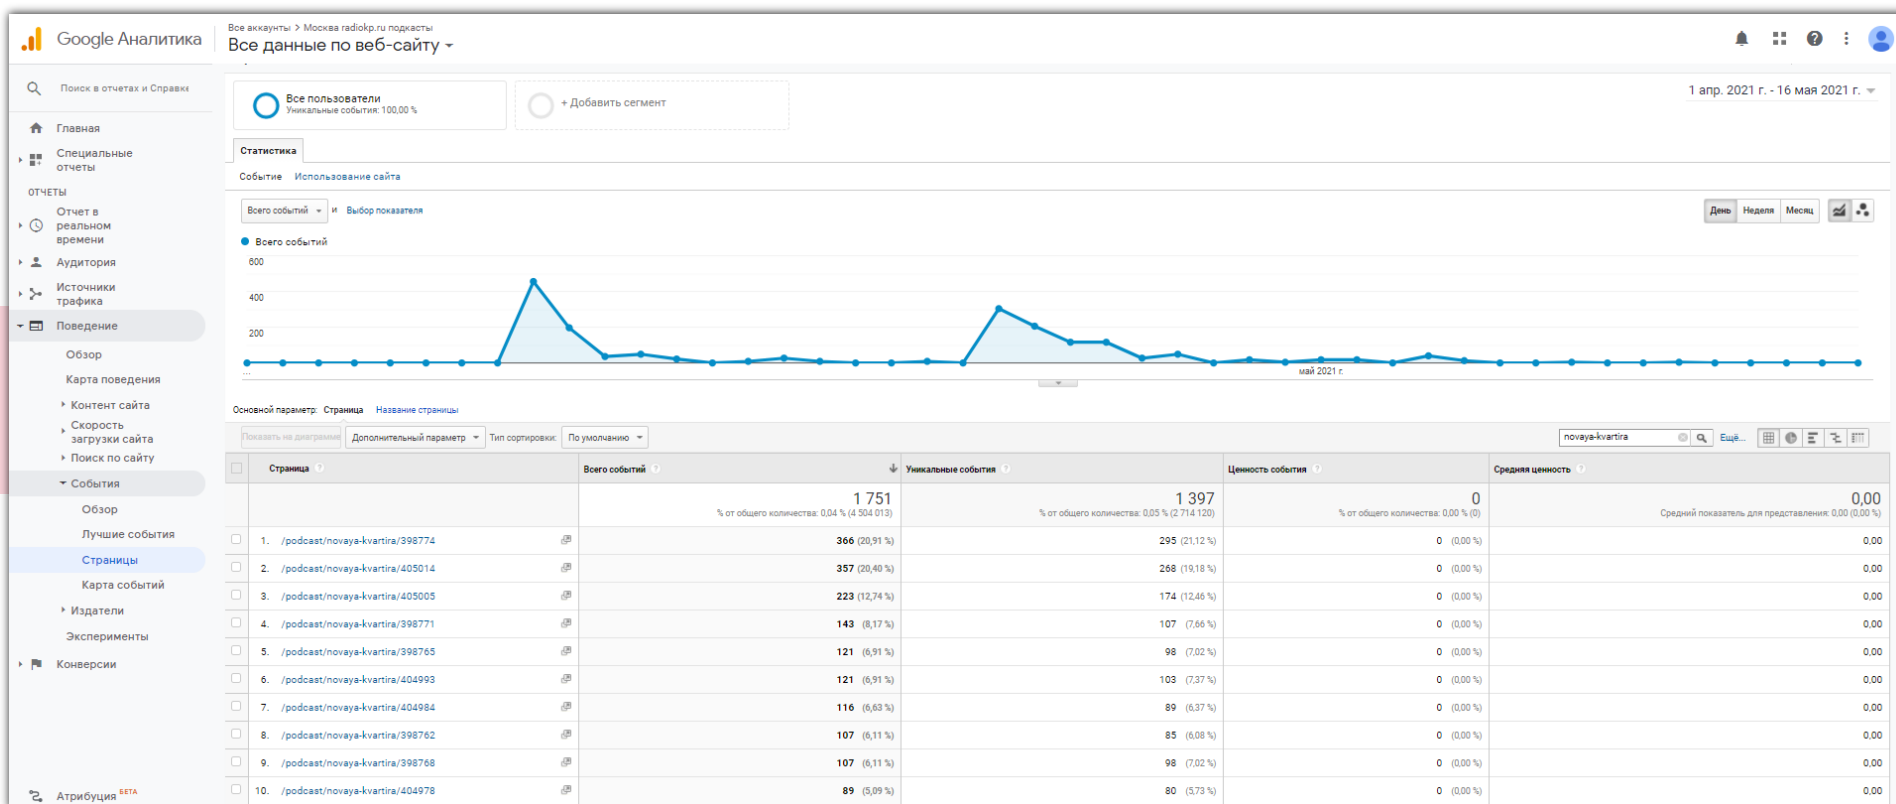 Google Аналитика
Все аккаунты > Москва radiokp.ru подкасты
Все данные по веб-сайту
Поиск в отчетах и Справке
Главная
Специальные
отчеты
ОТЧЕТЫ
Отчет в
реальном
времени
Аудитория
Источники
трафика
Поведение
Обзор
Карта поведения
Контент сайта
Скорость
загрузки сайта
Поиск по сайту
События
Обзор
Лучшие события
Страницы
Карта событий
Издатели
Эксперименты
Конверсии
Атрибуция БЕТА
Все пользователи
Уникальные события: 100,00 %
+ Добавить сегмент
1 апр. 2021 г. - 16 мая 2021 г.
Статистика
Событие Использование сайта
Всего событий и Выбор показателя
День Неделя Месяц
Всего событий
600
400
200
...
май 2021 г.
Основной параметр: Страница Название страницы
Показать на диаграмме Дополнительный параметр Тип сортировки: По умолчанию novaya-kvartira Ещё...
Страница ? Всего событий ? Уникальные события ? Ценность события ? Средняя ценность ?
1 751 1 397 0 0,00
% от общего количества: 0,04 % (4 504 013) % от общего количества: 0,05 % (2 714 120) % от общего количества: 0,00 % (0) Средний показатель для представления: 0,00 (0,00 %)
1. /podcast/novaya-kvartira/398774 366 (20,91 %) 295 (21,12 %) 0 (0,00 %) 0,00
2. /podcast/novaya-kvartira/405014 357 (20,40 %) 268 (19,18 %) 0 (0,00 %) 0,00
3. /podcast/novaya-kvartira/405005 223 (12,74 %) 174 (12,46 %) 0 (0,00 %) 0,00
4. /podcast/novaya-kvartira/398771 143 (8,17 %) 107 (7,66 %) 0 (0,00 %) 0,00
5. /podcast/novaya-kvartira/398765 121 (6,91 %) 98 (7,02 %) 0 (0,00 %) 0,00
6. /podcast/novaya-kvartira/404993 121 (6,91 %) 103 (7,37 %) 0 (0,00 %) 0,00
7. /podcast/novaya-kvartira/404984 116 (6,63 %) 89 (6,37 %) 0 (0,00 %) 0,00
8. /podcast/novaya-kvartira/398762 107 (6,11 %) 85 (6,08 %) 0 (0,00 %) 0,00
9. /podcast/novaya-kvartira/398768 107 (6,11 %) 98 (7,02 %) 0 (0,00 %) 0,00
10. /podcast/novaya-kvartira/404978 89 (5,09 %) 80 (5,73 %) 0 (0,00 %) 0,00